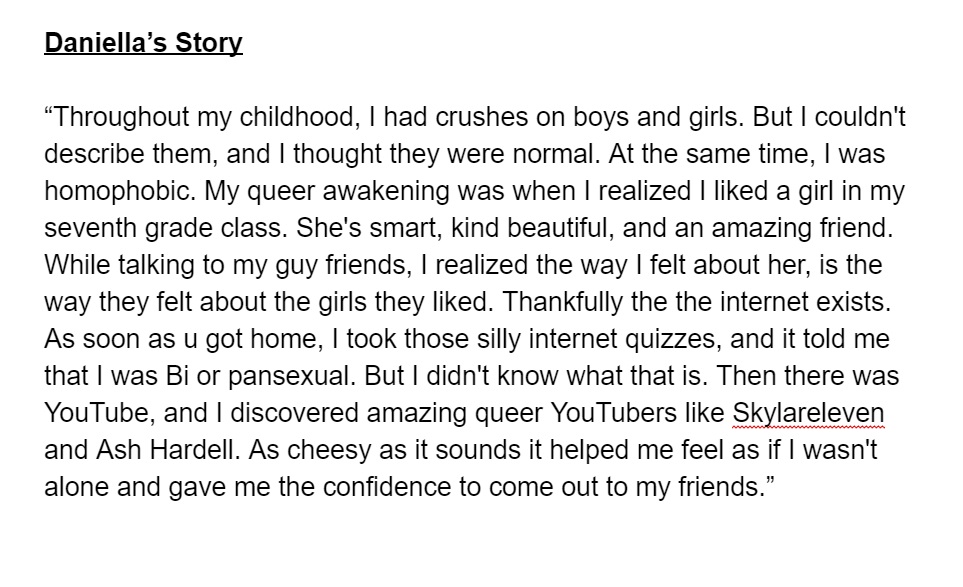 Daniella’s Story
“Throughout my childhood, I had crushes on boys and girls. But I couldn't
describe them, and I thought they were normal. At the same time, I was
homophobic. My queer awakening was when I realized I liked a girl in my
seventh grade class. She's smart, kind beautiful, and an amazing friend.
While talking to my guy friends, I realized the way I felt about her, is the
way they felt about the girls they liked. Thankfully the the internet exists.
As soon as u got home, I took those silly internet quizzes, and it told me
that I was Bi or pansexual. But I didn't know what that is. Then there was
YouTube, and I discovered amazing queer YouTubers like Skylareleven
and Ash Hardell. As cheesy as it sounds it helped me feel as if I wasn't
alone and gave me the confidence to come out to my friends.”